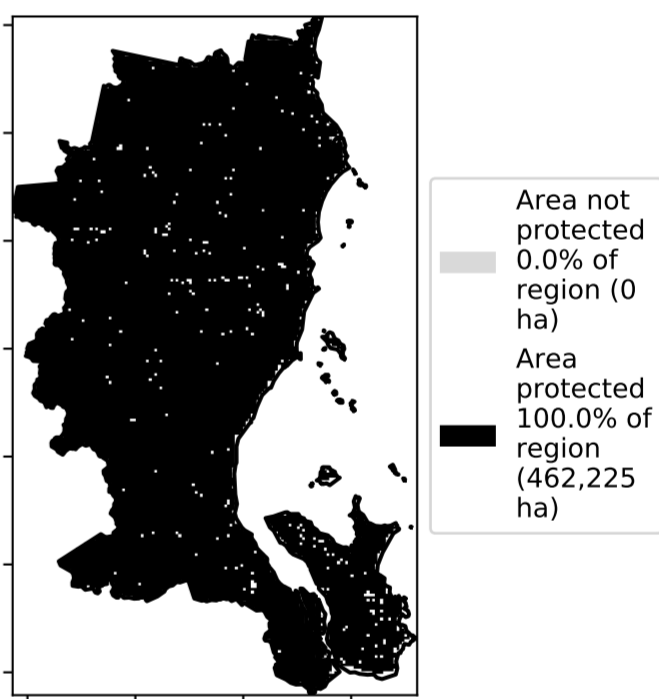 Area not
protected
0.0% of
region (0
ha)
Area
protected
100.0% of
region
(462,225
ha)